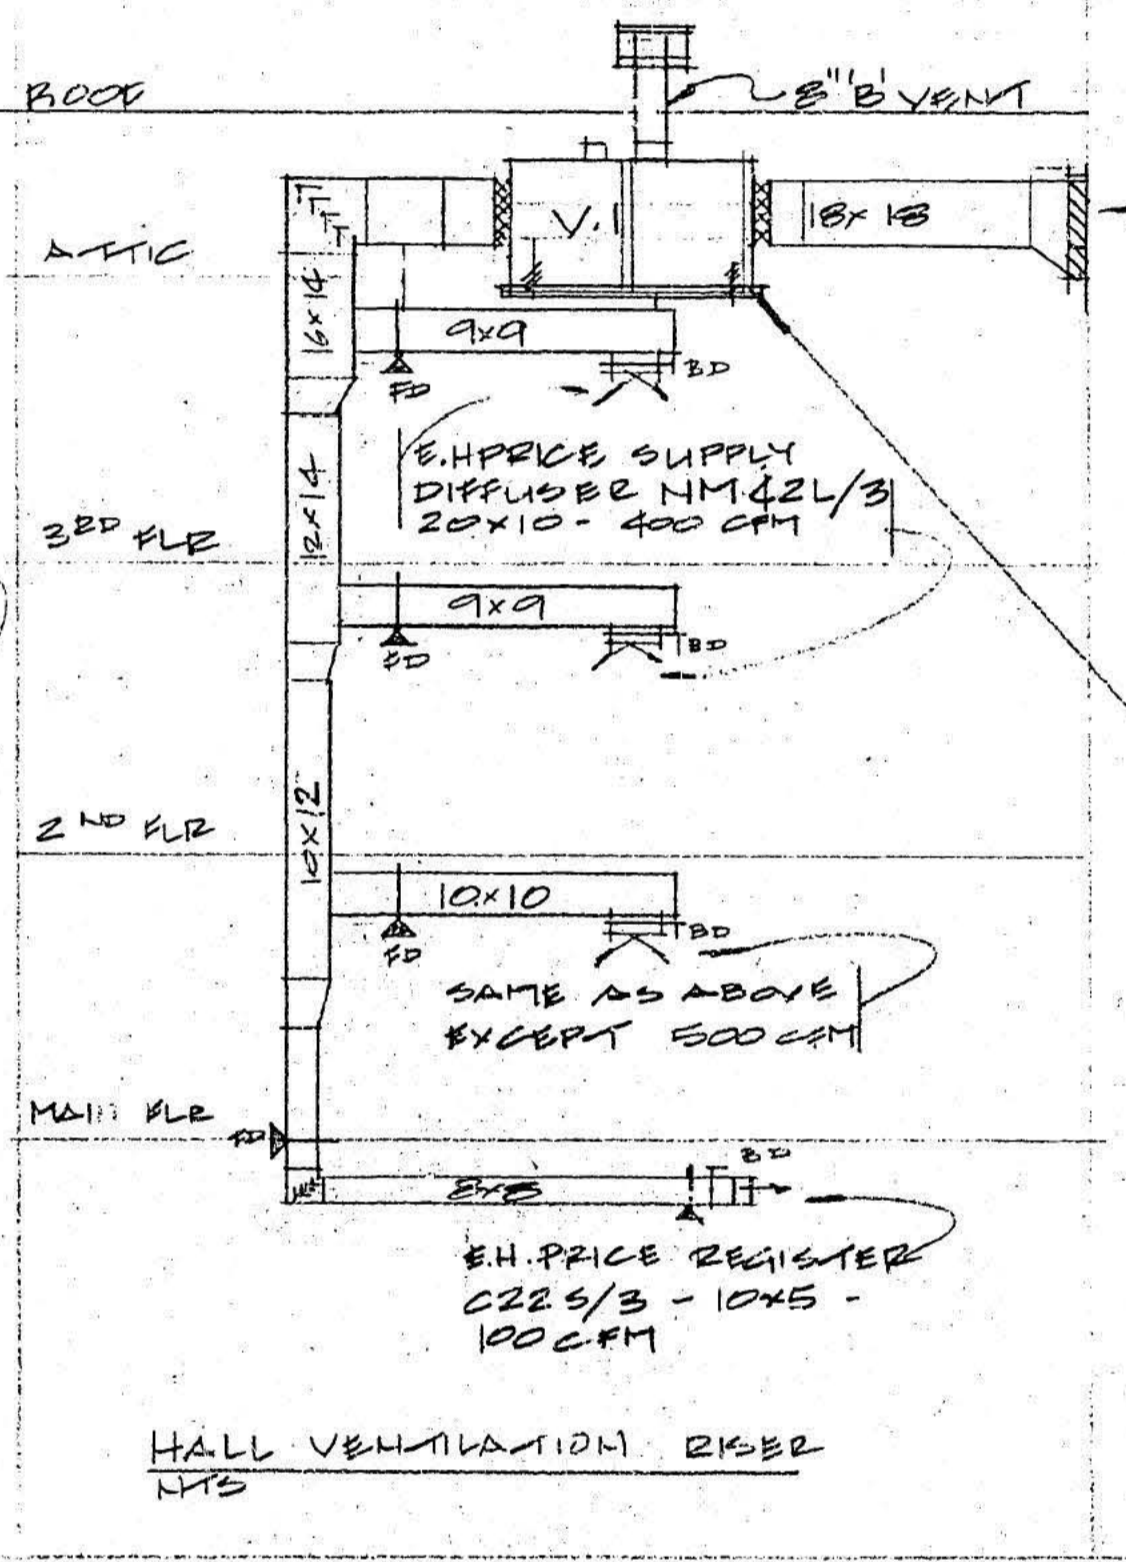 ROOF
8" 'B' VENT
V.1
18x18
ATTIC
16x14
9x9
FD
BD
E.H PRICE SUPPLY
DIFFUSER NM42L/3
20x10 - 400 CFM
12x14
3RD FLR
9x9
FD
BD
10x12
2ND FLR
10x10
FD
BD
SAME AS ABOVE
EXCEPT 500 CFM
MAIN FLR
FD
BD
8x8
E.H. PRICE REGISTER
C22S/3 - 10x5 -
100 CFM
HALL VENTILATION RISER
NTS